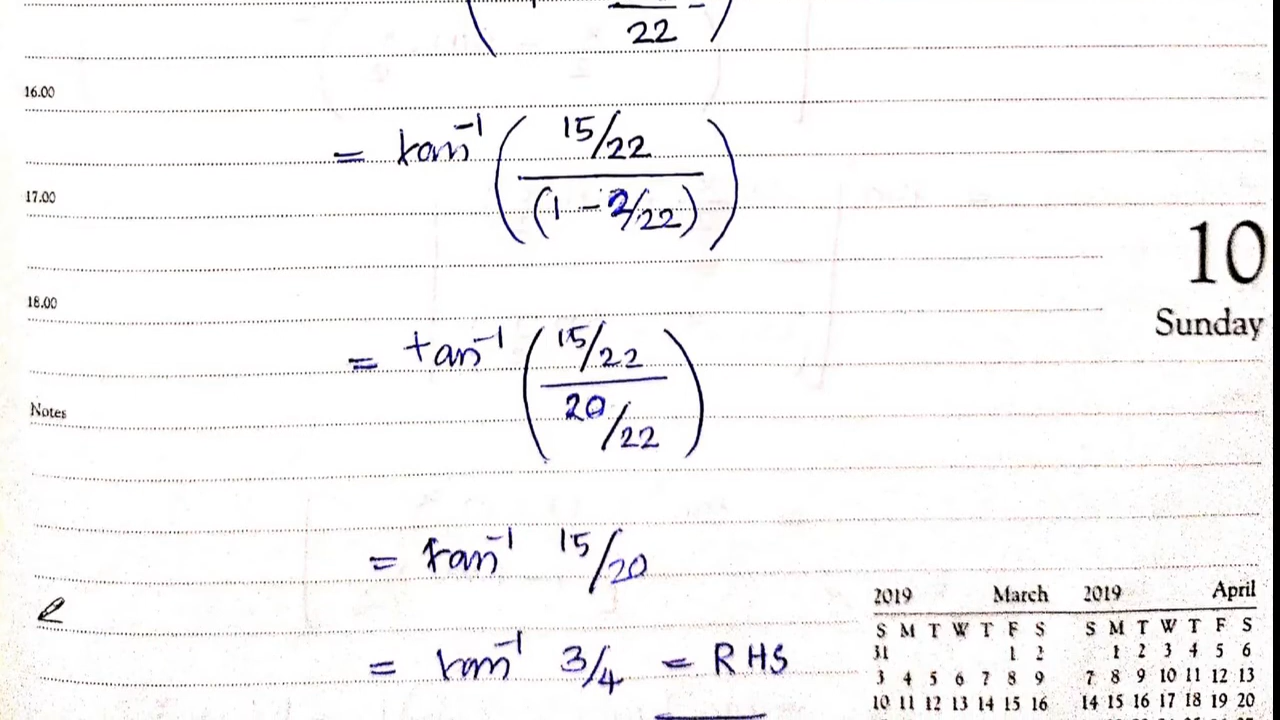 22
16.00
= tan⁻¹ ( 15/22
17.00
(1 - 2/22) )
10
Sunday
18.00
= tan⁻¹ ( 15/22
Notes
20/22 )
= tan⁻¹ 15/20
2019 March 2019 April
= tan⁻¹ 3/4 = RHS
S M T W T F S S M T W T F S
31 1 2 1 2 3 4 5 6
3 4 5 6 7 8 9 7 8 9 10 11 12 13
10 11 12 13 14 15 16 14 15 16 17 18 19 20